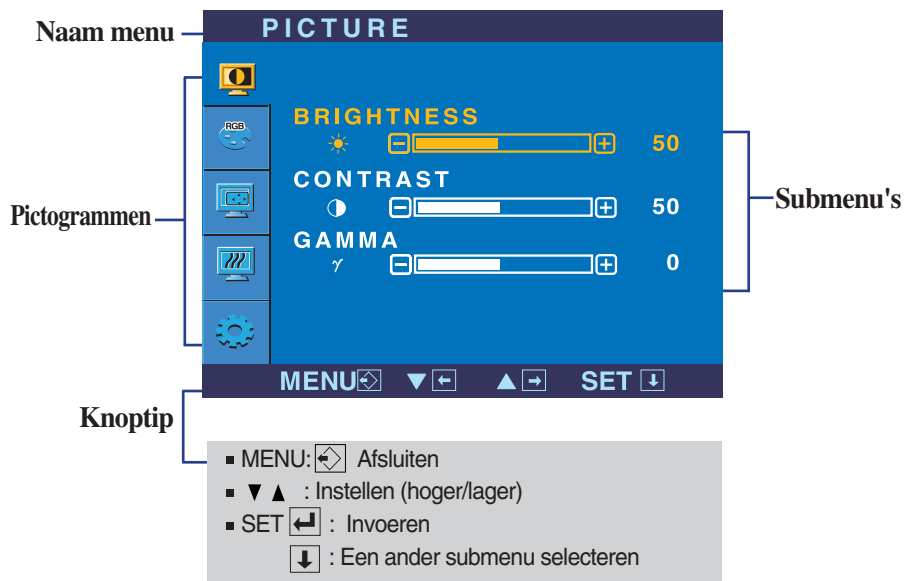 Naam menu
PICTURE
RGB
BRIGHTNESS
50
CONTRAST
50
Pictogrammen
Submenu's
GAMMA
γ
0
MENU ▼ ← ▲ → SET ↓
Knoptip
▪ MENU: Afsluiten
▪ ▼ ▲ : Instellen (hoger/lager)
▪ SET ↵ : Invoeren
↓ : Een ander submenu selecteren